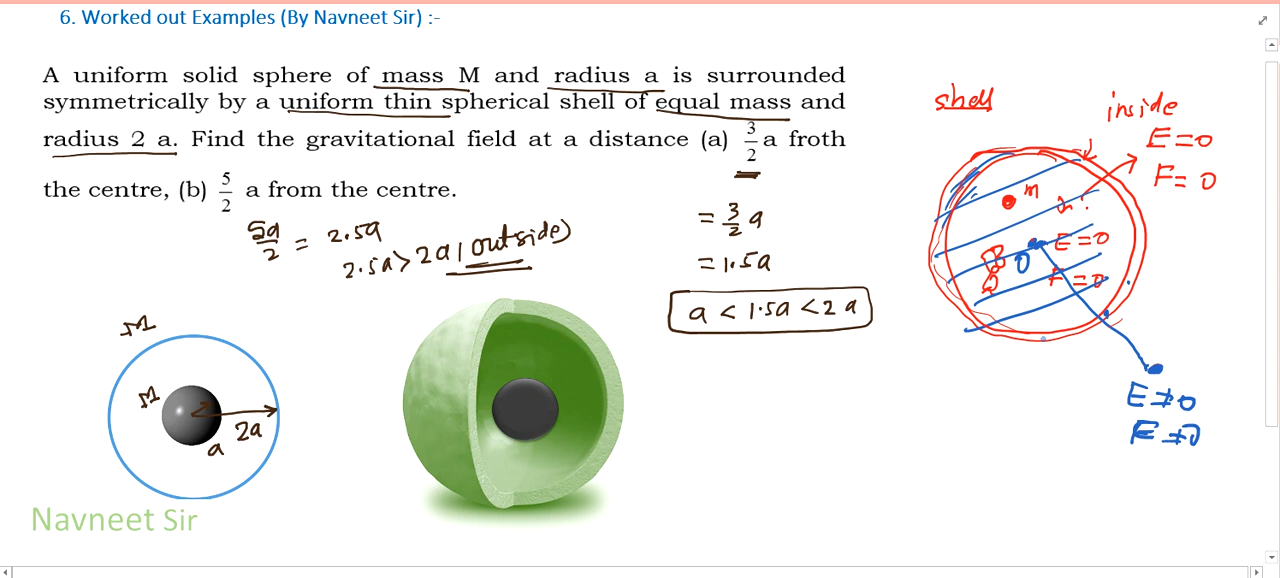 6. Worked out Examples (By Navneet Sir) :-
A uniform solid sphere of mass M and radius a is surrounded
symmetrically by a uniform thin spherical shell of equal mass and
radius 2 a. Find the gravitational field at a distance (a) 3/2 a froth
the centre, (b) 5/2 a from the centre.
5a/2 = 2.5a
2.5a > 2a (outside)
= 3/2 a
= 1.5a
a < 1.5a < 2a
M
M
a
2a
Navneet Sir
shell
inside
E = 0
F = 0
m
E = 0
O
F = 0
E ≠ 0
F ≠ 0